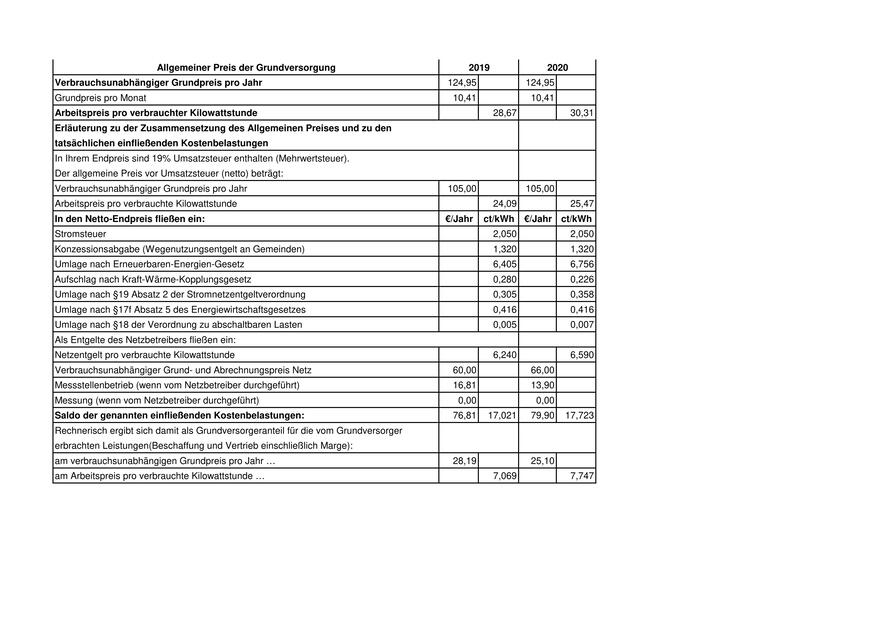 Allgemeiner Preis der Grundversorgung 2019 2020
Verbrauchsunabhängiger Grundpreis pro Jahr 124,95 124,95
Grundpreis pro Monat 10,41 10,41
Arbeitspreis pro verbrauchter Kilowattstunde 28,67 30,31
Erläuterung zu der Zusammensetzung des Allgemeinen Preises und zu den
tatsächlichen einfließenden Kostenbelastungen
In Ihrem Endpreis sind 19% Umsatzsteuer enthalten (Mehrwertsteuer).
Der allgemeine Preis vor Umsatzsteuer (netto) beträgt:
Verbrauchsunabhängiger Grundpreis pro Jahr 105,00 105,00
Arbeitspreis pro verbrauchte Kilowattstunde 24,09 25,47
In den Netto-Endpreis fließen ein: €/Jahr ct/kWh €/Jahr ct/kWh
Stromsteuer 2,050 2,050
Konzessionsabgabe (Wegenutzungsentgelt an Gemeinden) 1,320 1,320
Umlage nach Erneuerbaren-Energien-Gesetz 6,405 6,756
Aufschlag nach Kraft-Wärme-Kopplungsgesetz 0,280 0,226
Umlage nach §19 Absatz 2 der Stromnetzentgeltverordnung 0,305 0,358
Umlage nach §17f Absatz 5 des Energiewirtschaftsgesetzes 0,416 0,416
Umlage nach §18 der Verordnung zu abschaltbaren Lasten 0,005 0,007
Als Entgelte des Netzbetreibers fließen ein:
Netzentgelt pro verbrauchte Kilowattstunde 6,240 6,590
Verbrauchsunabhängiger Grund- und Abrechnungspreis Netz 60,00 66,00
Messstellenbetrieb (wenn vom Netzbetreiber durchgeführt) 16,81 13,90
Messung (wenn vom Netzbetreiber durchgeführt) 0,00 0,00
Saldo der genannten einfließenden Kostenbelastungen: 76,81 17,021 79,90 17,723
Rechnerisch ergibt sich damit als Grundversorgeranteil für die vom Grundversorger
erbrachten Leistungen(Beschaffung und Vertrieb einschließlich Marge):
am verbrauchsunabhängigen Grundpreis pro Jahr … 28,19 25,10
am Arbeitspreis pro verbrauchte Kilowattstunde … 7,069 7,747